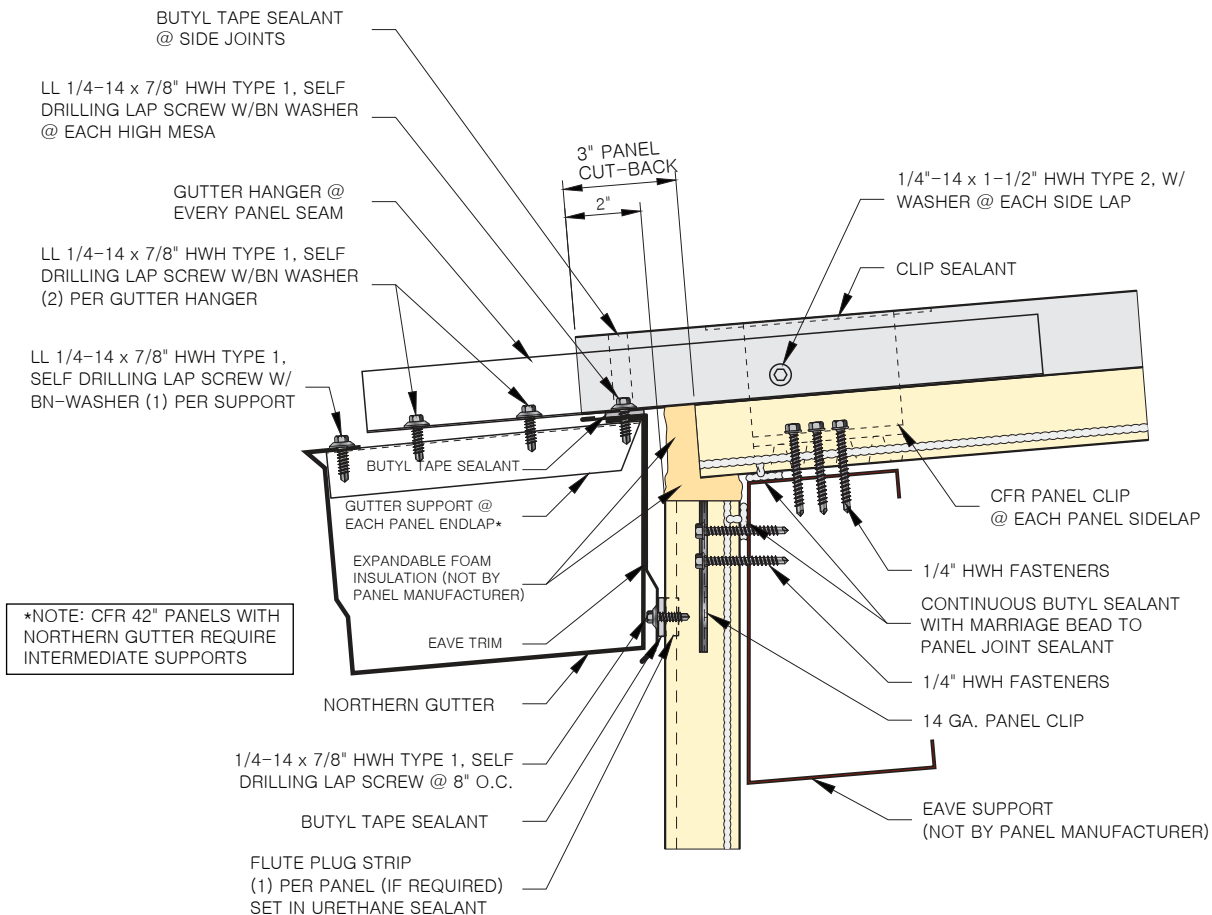 BUTYL TAPE SEALANT
@ SIDE JOINTS
LL 1/4-14 x 7/8" HWH TYPE 1, SELF
DRILLING LAP SCREW W/BN WASHER
@ EACH HIGH MESA
GUTTER HANGER @
EVERY PANEL SEAM
LL 1/4-14 x 7/8" HWH TYPE 1, SELF
DRILLING LAP SCREW W/BN WASHER
(2) PER GUTTER HANGER
LL 1/4-14 x 7/8" HWH TYPE 1,
SELF DRILLING LAP SCREW W/
BN-WASHER (1) PER SUPPORT
3" PANEL
CUT-BACK
2"
1/4"-14 x 1-1/2" HWH TYPE 2, W/
WASHER @ EACH SIDE LAP
CLIP SEALANT
BUTYL TAPE SEALANT
GUTTER SUPPORT @
EACH PANEL ENDLAP*
EXPANDABLE FOAM
INSULATION (NOT BY
PANEL MANUFACTURER)
EAVE TRIM
*NOTE: CFR 42" PANELS WITH
NORTHERN GUTTER REQUIRE
INTERMEDIATE SUPPORTS
NORTHERN GUTTER
1/4-14 x 7/8" HWH TYPE 1, SELF
DRILLING LAP SCREW @ 8" O.C.
BUTYL TAPE SEALANT
FLUTE PLUG STRIP
(1) PER PANEL (IF REQUIRED)
SET IN URETHANE SEALANT
CFR PANEL CLIP
@ EACH PANEL SIDELAP
1/4" HWH FASTENERS
CONTINUOUS BUTYL SEALANT
WITH MARRIAGE BEAD TO
PANEL JOINT SEALANT
1/4" HWH FASTENERS
14 GA. PANEL CLIP
EAVE SUPPORT
(NOT BY PANEL MANUFACTURER)